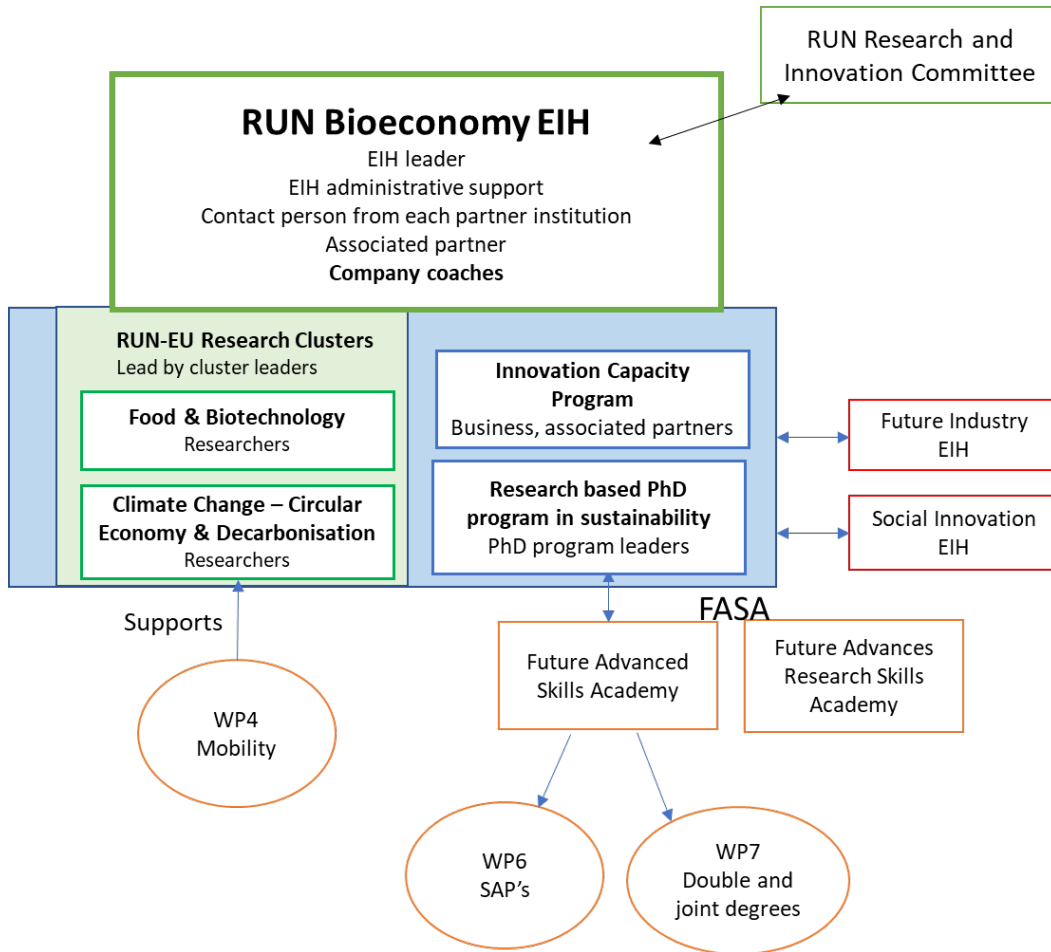 RUN Research and
Innovation Committee
RUN Bioeconomy EIH
EIH leader
EIH administrative support
Contact person from each partner institution
Associated partner
Company coaches
RUN-EU Research Clusters
Lead by cluster leaders
Food & Biotechnology
Researchers
Climate Change – Circular
Economy & Decarbonisation
Researchers
Innovation Capacity
Program
Business, associated partners
Research based PhD
program in sustainability
PhD program leaders
Future Industry
EIH
Social Innovation
EIH
Supports
FASA
Future Advanced
Skills Academy
Future Advances
Research Skills
Academy
WP4
Mobility
WP6
SAP’s
WP7
Double and
joint degrees